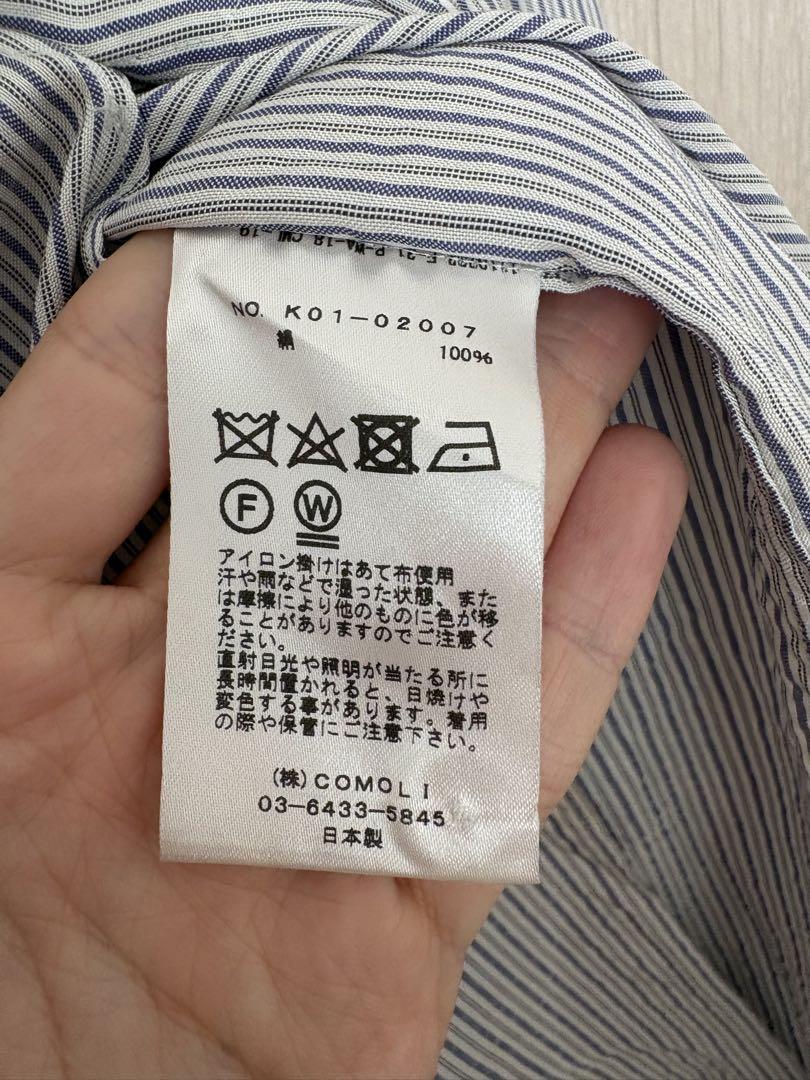 NO. K01-02007
絹 100%
F W
アイロン掛けはあて布使用
汗や雨などで湿った状態、また
は摩擦により他のものに色が移
ることがありますのでご注意く
ださい。
直射日光や照明が当たる所に
長時間置かれると、日焼けや
変色する事があります。着用
の際や保管にご注意下さい。
(株)COMOLI
03-6433-5845
日本製